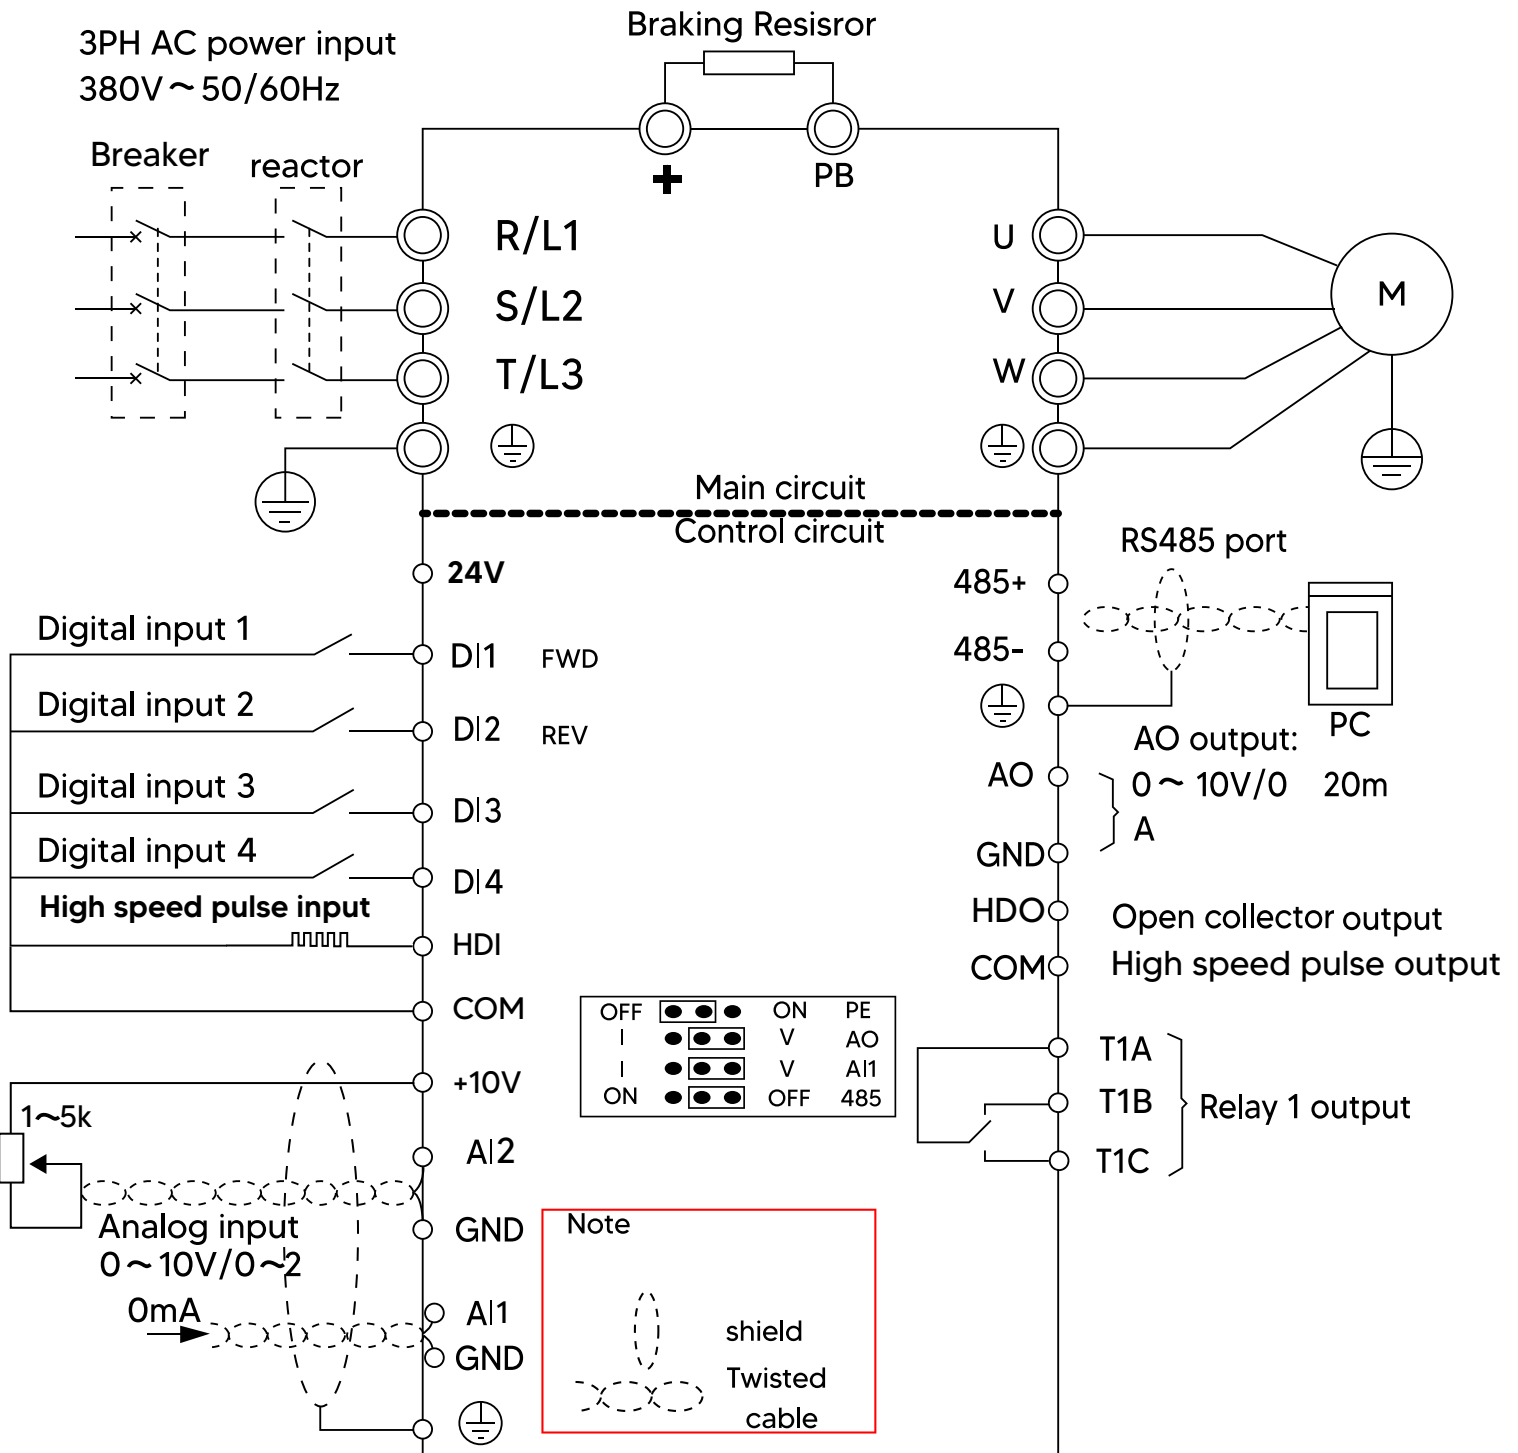 Braking Resisror
3PH AC power input
380V～50/60Hz
Breaker
reactor
+
PB
R/L1
S/L2
T/L3
U
V
W
M
Main circuit
Control circuit
24V
Digital input 1
DI1 FWD
Digital input 2
DI2 REV
Digital input 3
DI3
Digital input 4
DI4
High speed pulse input
HDI
COM
+10V
1～5k
AI2
GND
Analog input
0～10V/0～2
0mA
AI1
GND
RS485 port
485+
485-
PC
AO output:
AO
0～ 10V/0 20m
A
GND
HDO
Open collector output
COM
High speed pulse output
T1A
T1B
T1C
Relay 1 output
OFF ON PE
I V AO
I V AI1
ON OFF 485
Note
shield
Twisted
cable